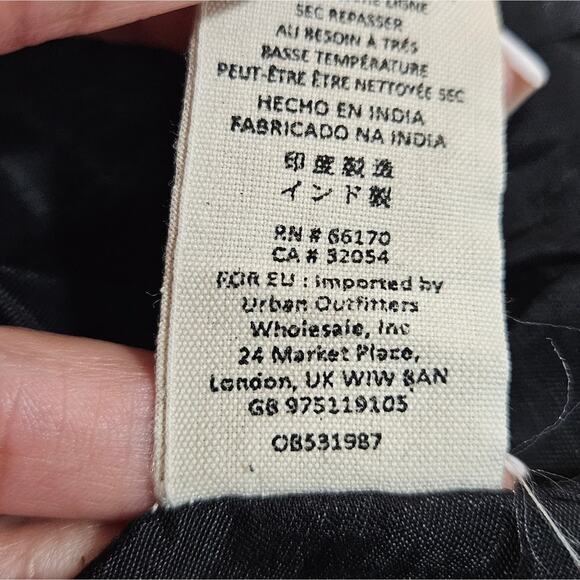 LIGNE
SEC REPASSER
AU BESOIN À TRÉS
BASSE TEMPÉRATURE
PEUT-ÊTRE ÊTRE NETTOYÉE SEC
HECHO EN INDIA
FABRICADO NA INDIA
印度製造
インド製
RN # 66170
CA # 32054
FOR EU : imported by
Urban Outfitters
Wholesale, Inc
24 Market Place,
London, UK W1W 8AN
GB 975119105
OB531987